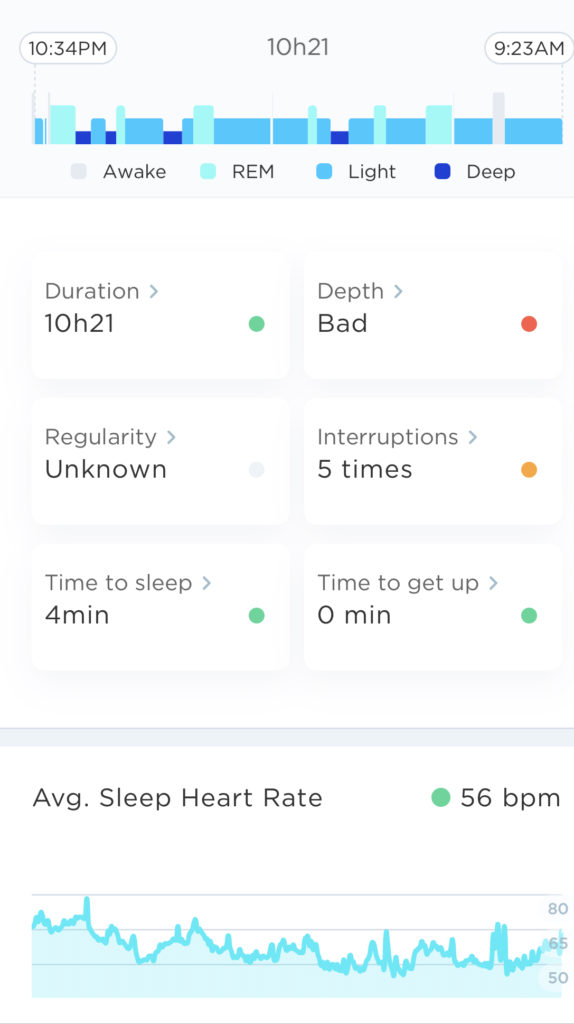 10:34PM 10h21 9:23AM
Awake REM Light Deep
Duration Depth
10h21 Bad
Regularity Interruptions
Unknown 5 times
Time to sleep Time to get up
4min 0 min
Avg. Sleep Heart Rate 56 bpm
80
65
50